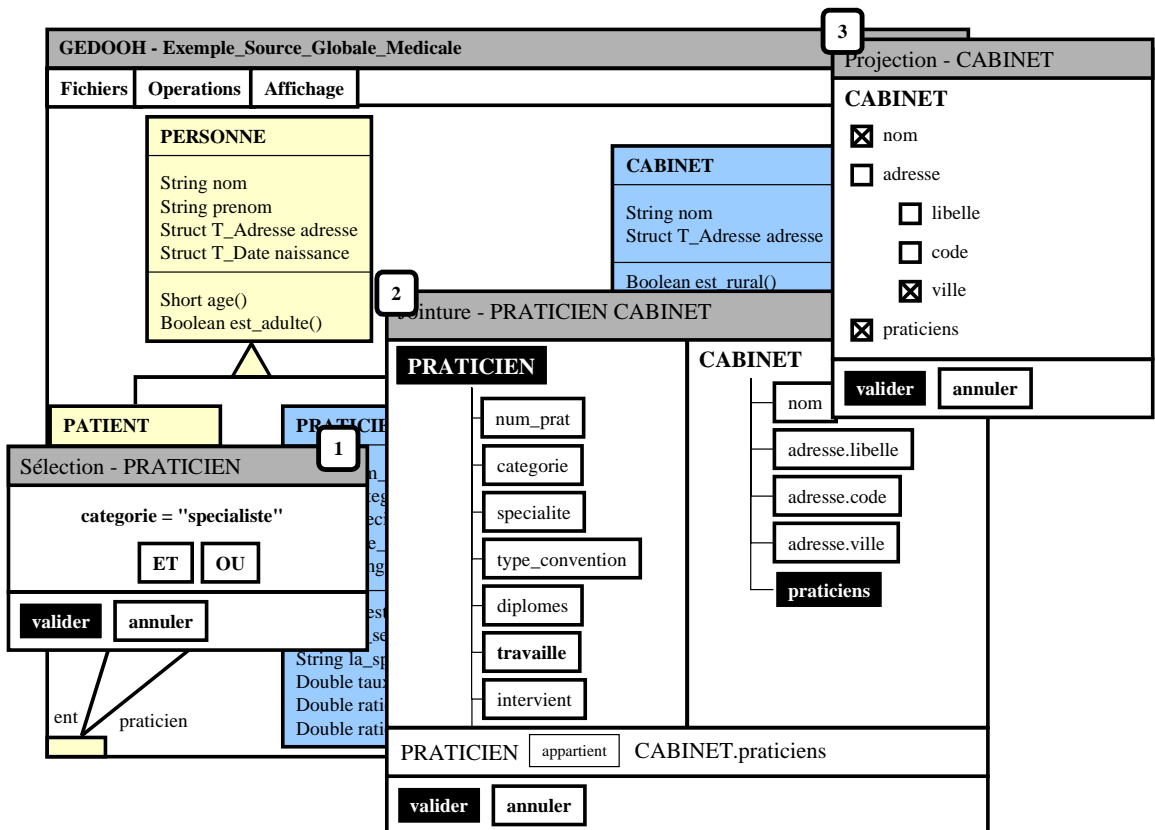 GEDOOH - Exemple_Source_Globale_Medicale
Fichiers Operations Affichage
PERSONNE
String nom
String prenom
Struct T_Adresse adresse
Struct T_Date naissance
Short age()
Boolean est_adulte()
CABINET
String nom
Struct T_Adresse adresse
Boolean est_rural()
PATIENT
String la_sp
Double taux
Double rati
Double rati
ent
praticien
1
Sélection - PRATICIEN
categorie = "specialiste"
ET OU
valider annuler
2
Jointure - PRATICIEN CABINET
PRATICIEN
num_prat
categorie
specialite
type_convention
diplomes
travaille
intervient
CABINET
nom
adresse.libelle
adresse.code
adresse.ville
praticiens
PRATICIEN appartient CABINET.praticiens
valider annuler
3
Projection - CABINET
CABINET
nom
adresse
libelle
code
ville
praticiens
valider annuler